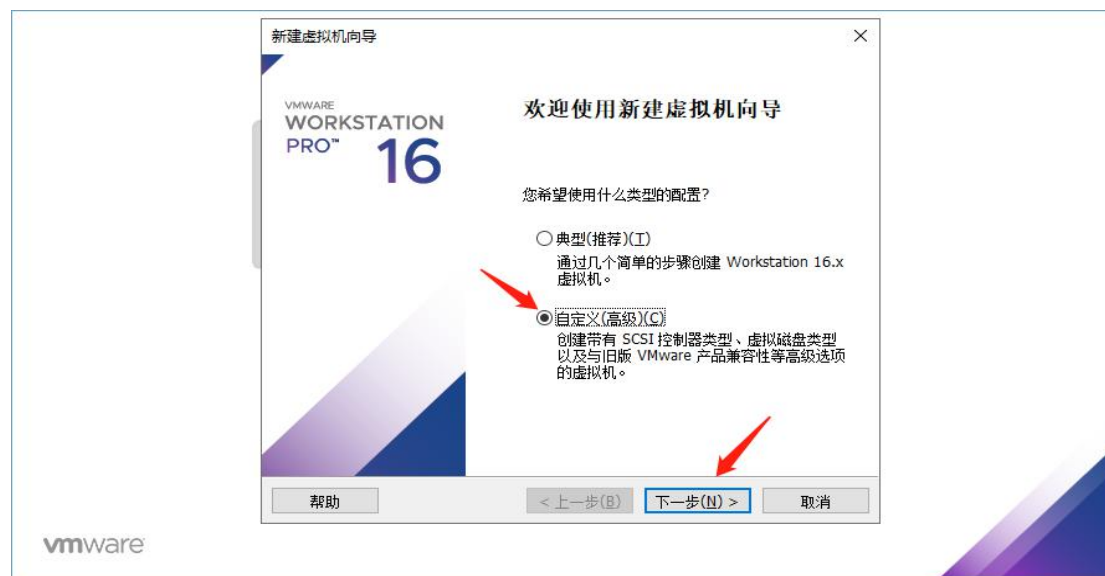 新建虚拟机向导
VMWARE
WORKSTATION
PRO™ 16
欢迎使用新建虚拟机向导
您希望使用什么类型的配置?
典型(推荐)(T)
通过几个简单的步骤创建 Workstation 16.x
虚拟机。
自定义(高级)(C)
创建带有 SCSI 控制器类型、虚拟磁盘类型
以及与旧版 VMware 产品兼容性等高级选项
的虚拟机。
帮助
< 上一步(B)
下一步(N) >
取消
vmware